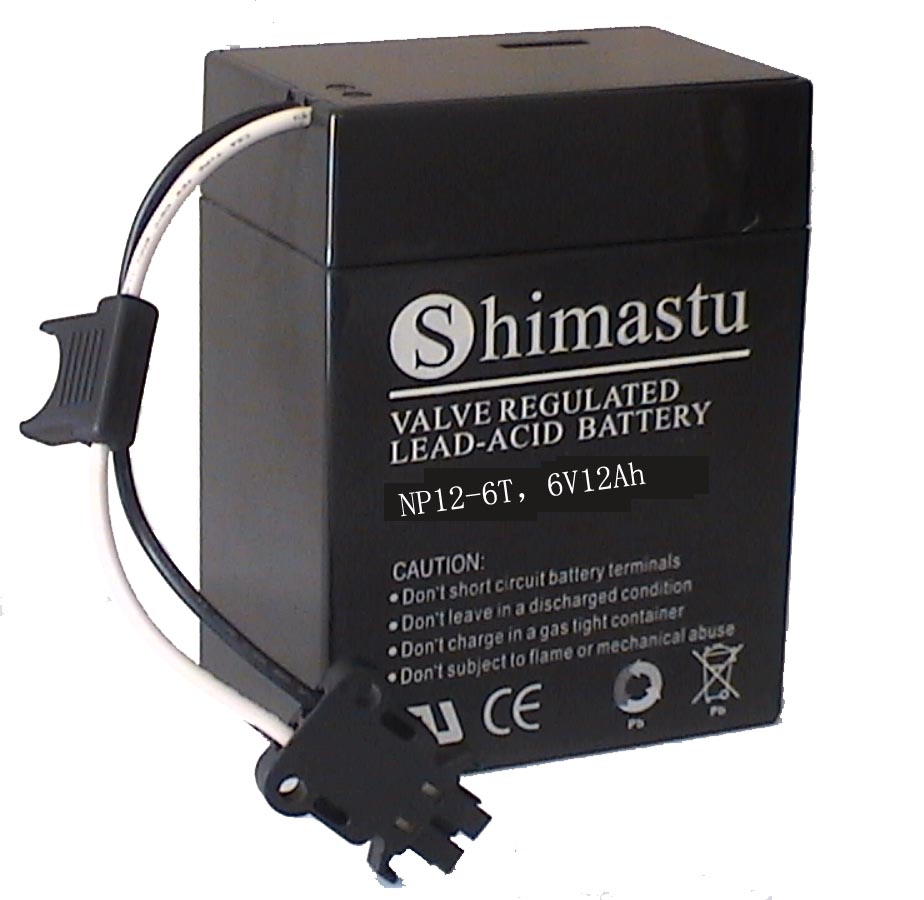 Shimastu
VALVE REGULATED
LEAD-ACID BATTERY
NP12-6T, 6V12Ah
CAUTION:
•Don't short circuit battery terminals
•Don't leave in a discharged condition
•Don't charge in a gas tight container
•Don't subject to flame or mechanical abuse
CE
Pb
Pb